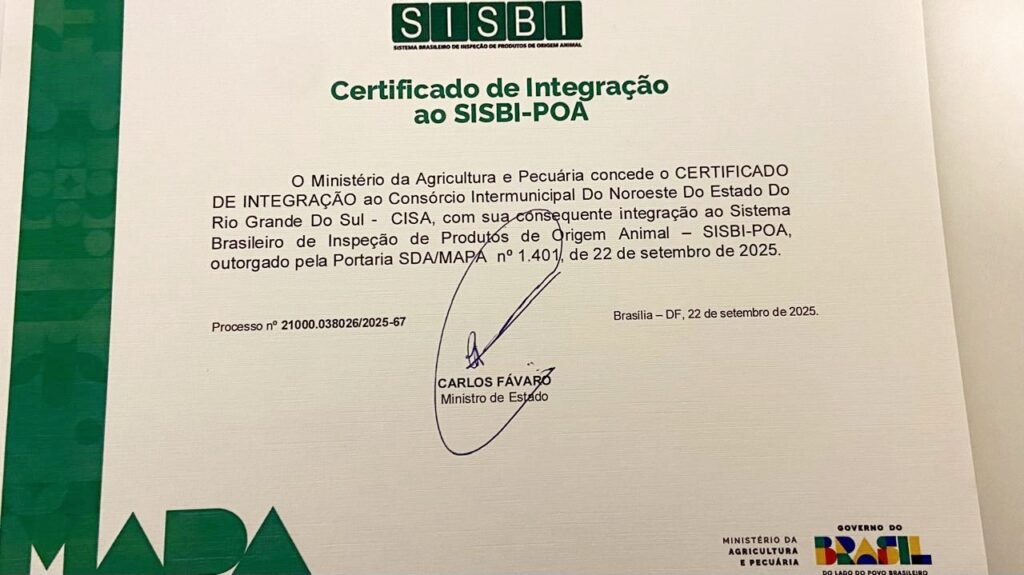 SISBI
SISTEMA BRASILEIRO DE INSPEÇÃO DE PRODUTOS DE ORIGEM ANIMAL
Certificado de Integração
ao SISBI-POA
O Ministério da Agricultura e Pecuária concede o CERTIFICADO
DE INTEGRAÇÃO ao Consórcio Intermunicipal Do Noroeste Do Estado Do
Rio Grande Do Sul - CISA, com sua consequente integração ao Sistema
Brasileiro de Inspeção de Produtos de Origem Animal – SISBI-POA,
outorgado pela Portaria SDA/MAPA nº 1.401, de 22 de setembro de 2025.
Processo nº 21000.038026/2025-67
Brasília – DF, 22 de setembro de 2025.
CARLOS FÁVARO
Ministro de Estado
MAPA
MINISTÉRIO DA
AGRICULTURA
E PECUÁRIA
GOVERNO DO
BRASIL
DO LADO DO POVO BRASILEIRO